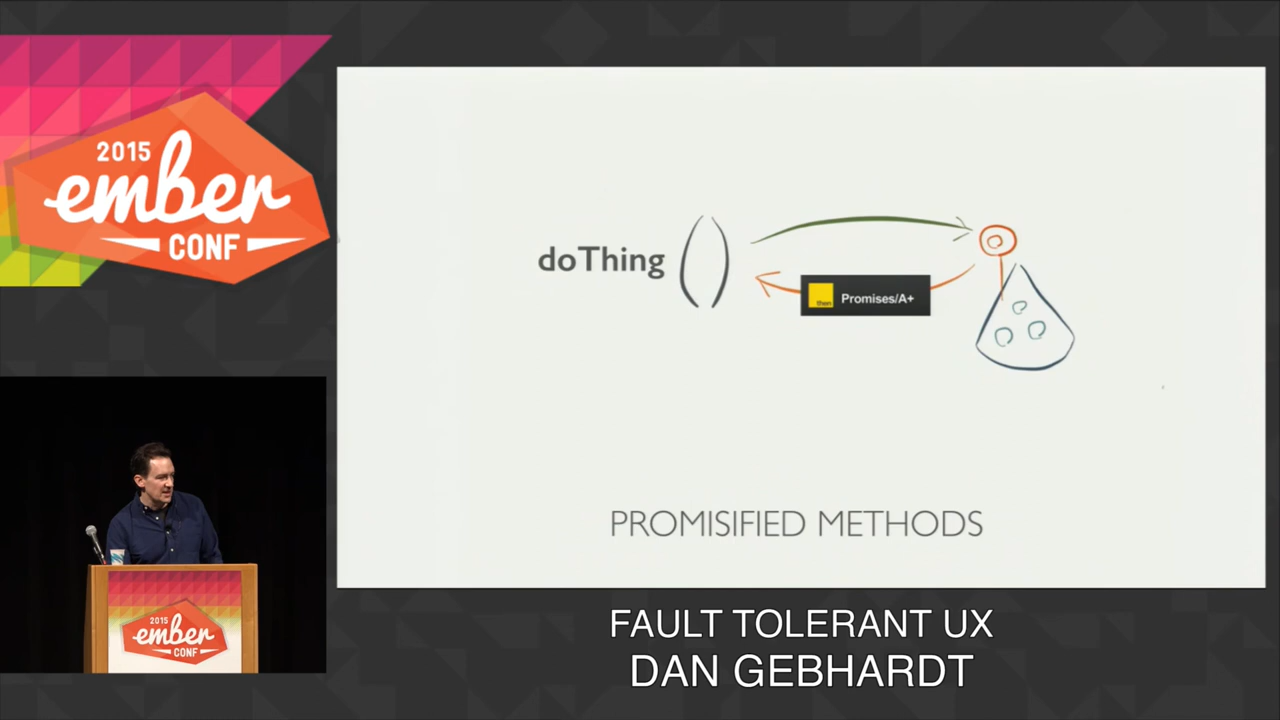 2015
ember
CONF
doThing ()
then Promises/A+
PROMISIFIED METHODS
2015
ember
CONF
FAULT TOLERANT UX
DAN GEBHARDT